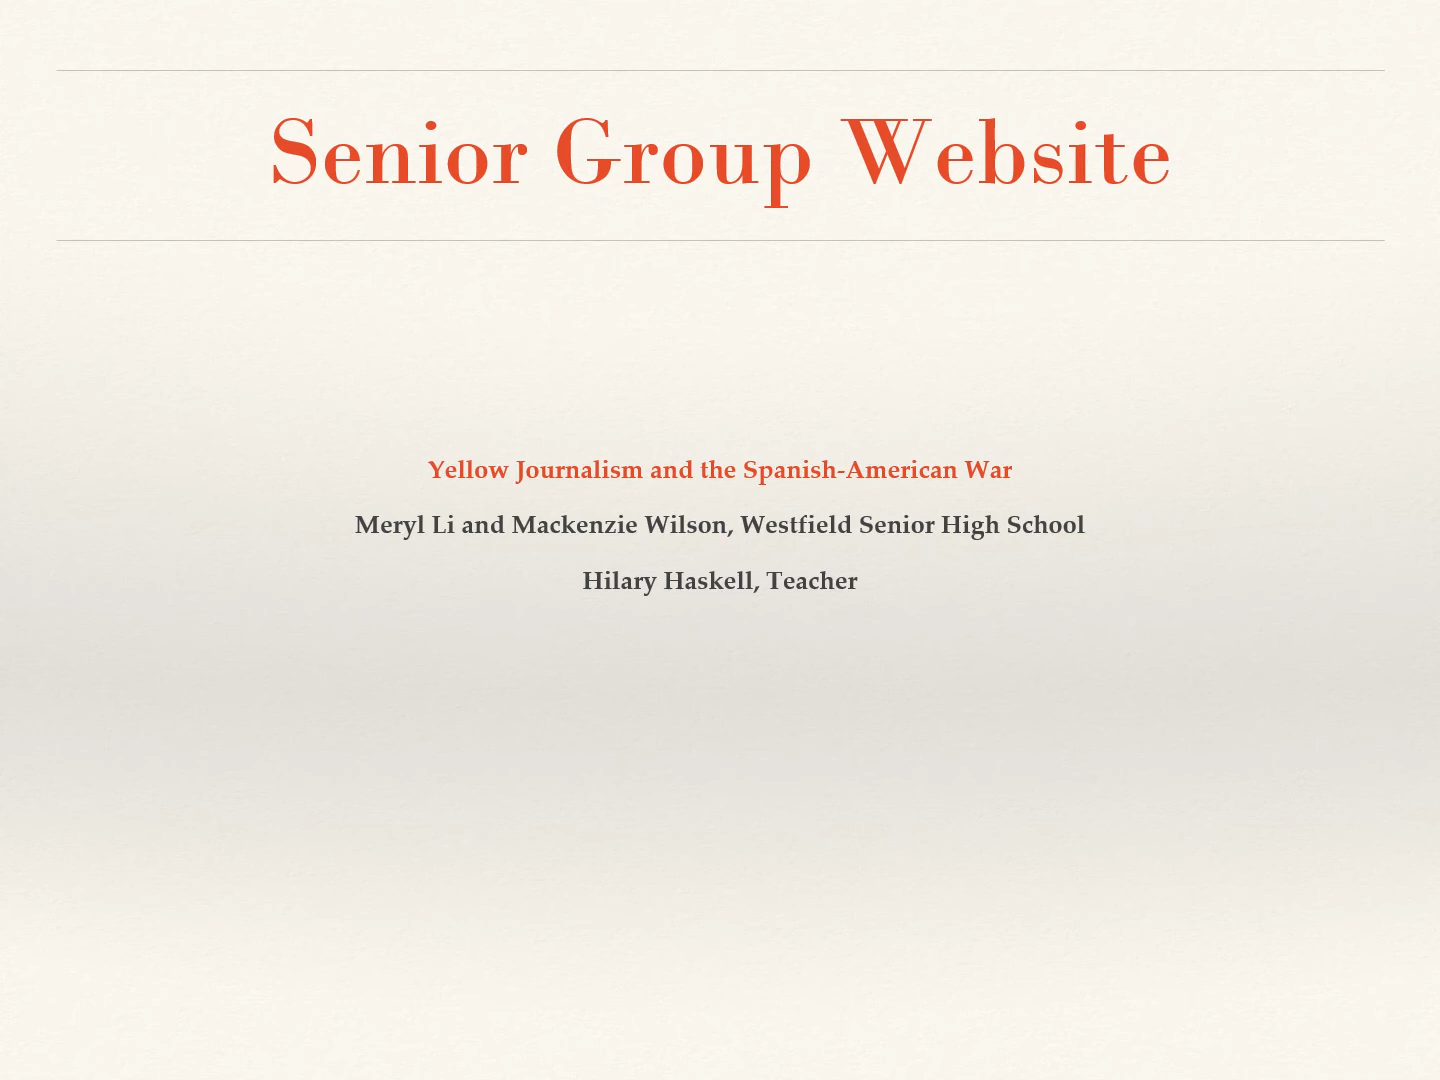 Senior Group Website
Yellow Journalism and the Spanish-American War
Meryl Li and Mackenzie Wilson, Westfield Senior High School
Hilary Haskell, Teacher